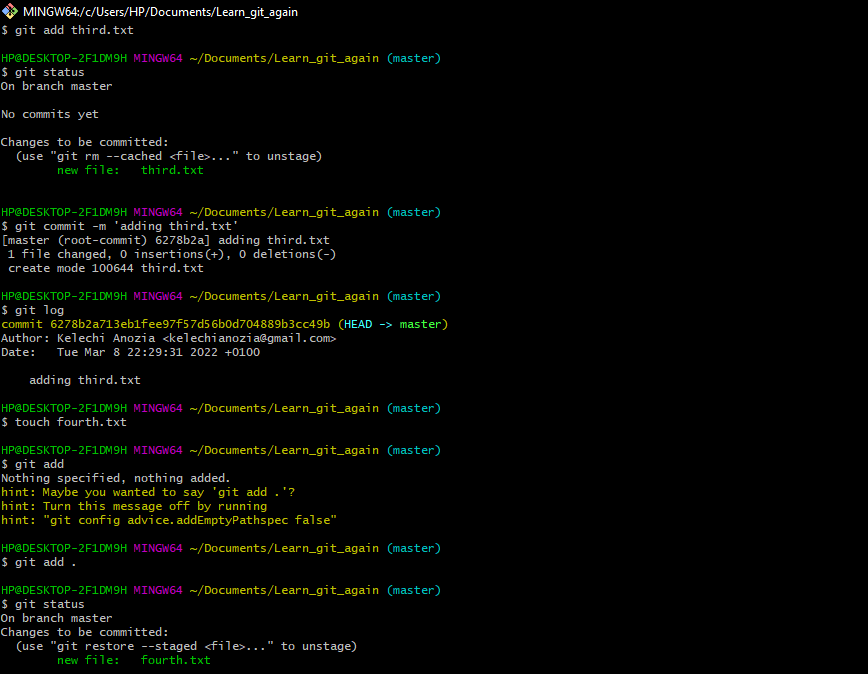 MINGW64:/c/Users/HP/Documents/Learn_git_again
$ git add third.txt
HP@DESKTOP-2F1DM9H MINGW64 ~/Documents/Learn_git_again (master)
$ git status
On branch master
No commits yet
Changes to be committed:
  (use "git rm --cached <file>..." to unstage)
        new file:   third.txt
HP@DESKTOP-2F1DM9H MINGW64 ~/Documents/Learn_git_again (master)
$ git commit -m 'adding third.txt'
[master (root-commit) 6278b2a] adding third.txt
 1 file changed, 0 insertions(+), 0 deletions(-)
 create mode 100644 third.txt
HP@DESKTOP-2F1DM9H MINGW64 ~/Documents/Learn_git_again (master)
$ git log
commit 6278b2a713eb1fee97f57d56b0d704889b3cc49b (HEAD -> master)
Author: Kelechi Anozia <kelechianozia@gmail.com>
Date:   Tue Mar 8 22:29:31 2022 +0100
    adding third.txt
HP@DESKTOP-2F1DM9H MINGW64 ~/Documents/Learn_git_again (master)
$ touch fourth.txt
HP@DESKTOP-2F1DM9H MINGW64 ~/Documents/Learn_git_again (master)
$ git add
Nothing specified, nothing added.
hint: Maybe you wanted to say 'git add .'?
hint: Turn this message off by running
hint: "git config advice.addEmptyPathspec false"
HP@DESKTOP-2F1DM9H MINGW64 ~/Documents/Learn_git_again (master)
$ git add .
HP@DESKTOP-2F1DM9H MINGW64 ~/Documents/Learn_git_again (master)
$ git status
On branch master
Changes to be committed:
  (use "git restore --staged <file>..." to unstage)
        new file:   fourth.txt